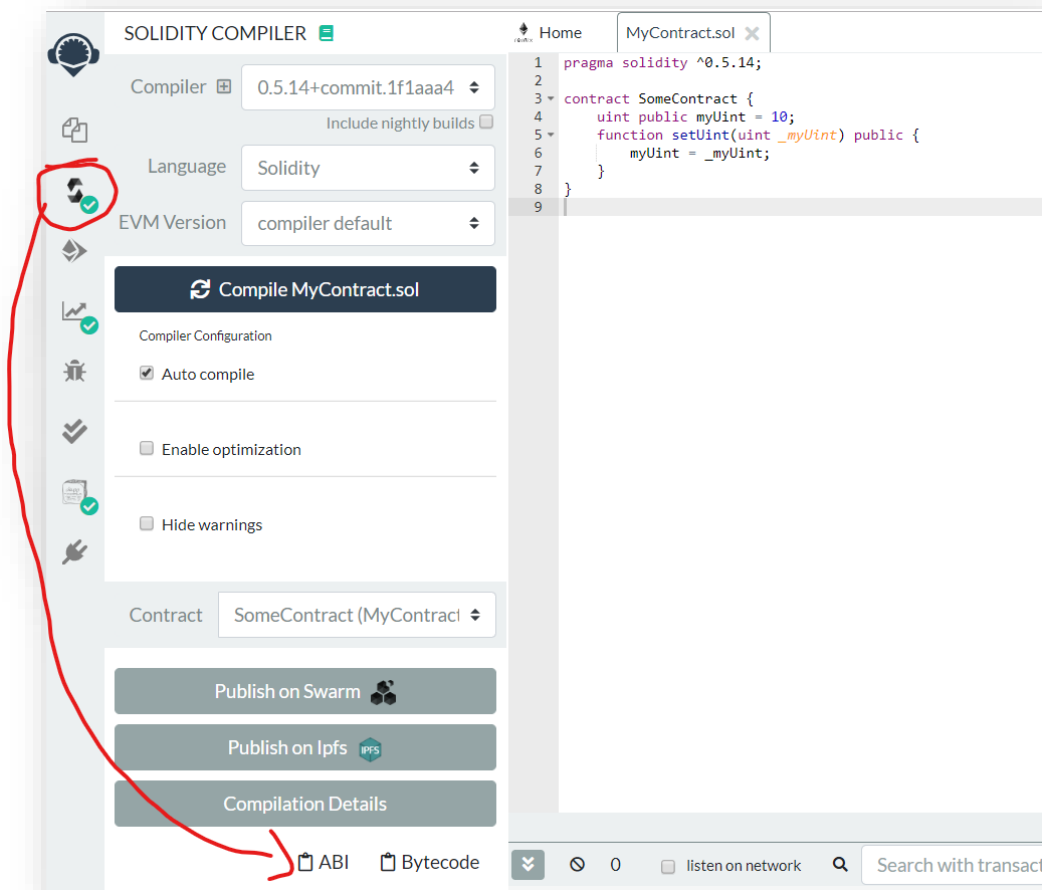 SOLIDITY COMPILER
Compiler
0.5.14+commit.1f1aaa4
Include nightly builds
Language
Solidity
EVM Version
compiler default
Compile MyContract.sol
Compiler Configuration
Auto compile
Enable optimization
Hide warnings
Contract
SomeContract (MyContract
Publish on Swarm
Publish on Ipfs
IPFS
Compilation Details
ABI
Bytecode
Home
MyContract.sol
1 pragma solidity ^0.5.14;
2
3 contract SomeContract {
4     uint public myUint = 10;
5     function setUint(uint _myUint) public {
6         myUint = _myUint;
7     }
8 }
9
0
listen on network
Search with transact